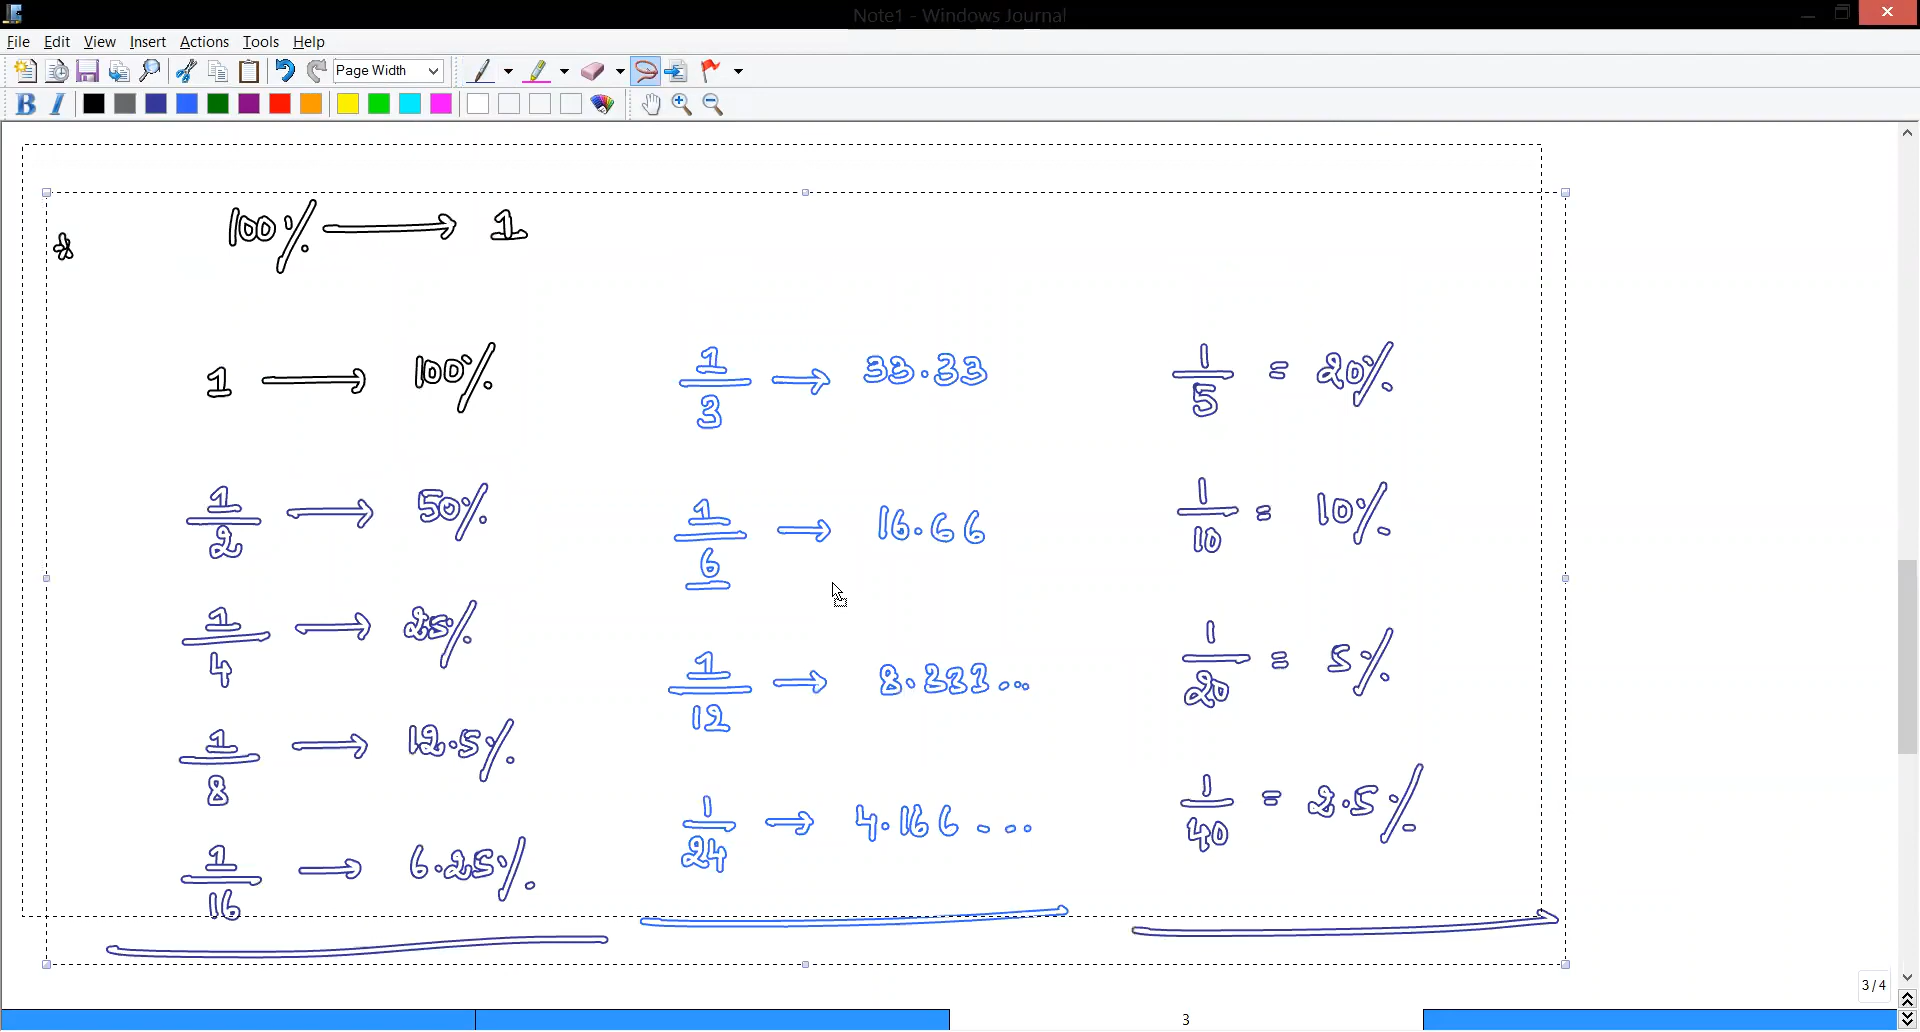 Note1 - Windows Journal
File Edit View Insert Actions Tools Help
Page Width
B I
* 100% → 1
1 → 100%
1/2 → 50%
1/4 → 25%
1/8 → 12.5%
1/16 → 6.25%
1/3 → 33.33
1/6 → 16.66
1/12 → 8.333...
1/24 → 4.166...
1/5 = 20%
1/10 = 10%
1/20 = 5%
1/40 = 2.5%
3 / 4
3